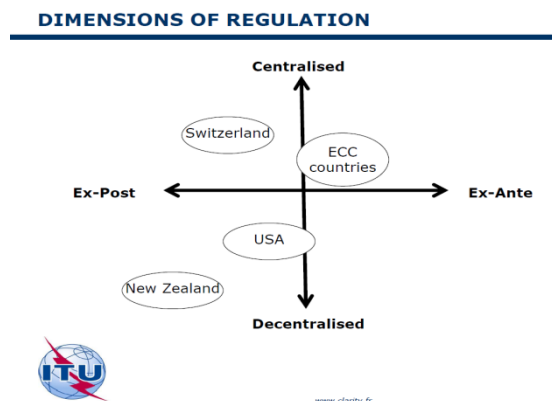 DIMENSIONS OF REGULATION
Centralised
Switzerland
ECC
countries
Ex-Post
Ex-Ante
USA
New Zealand
Decentralised
ITU